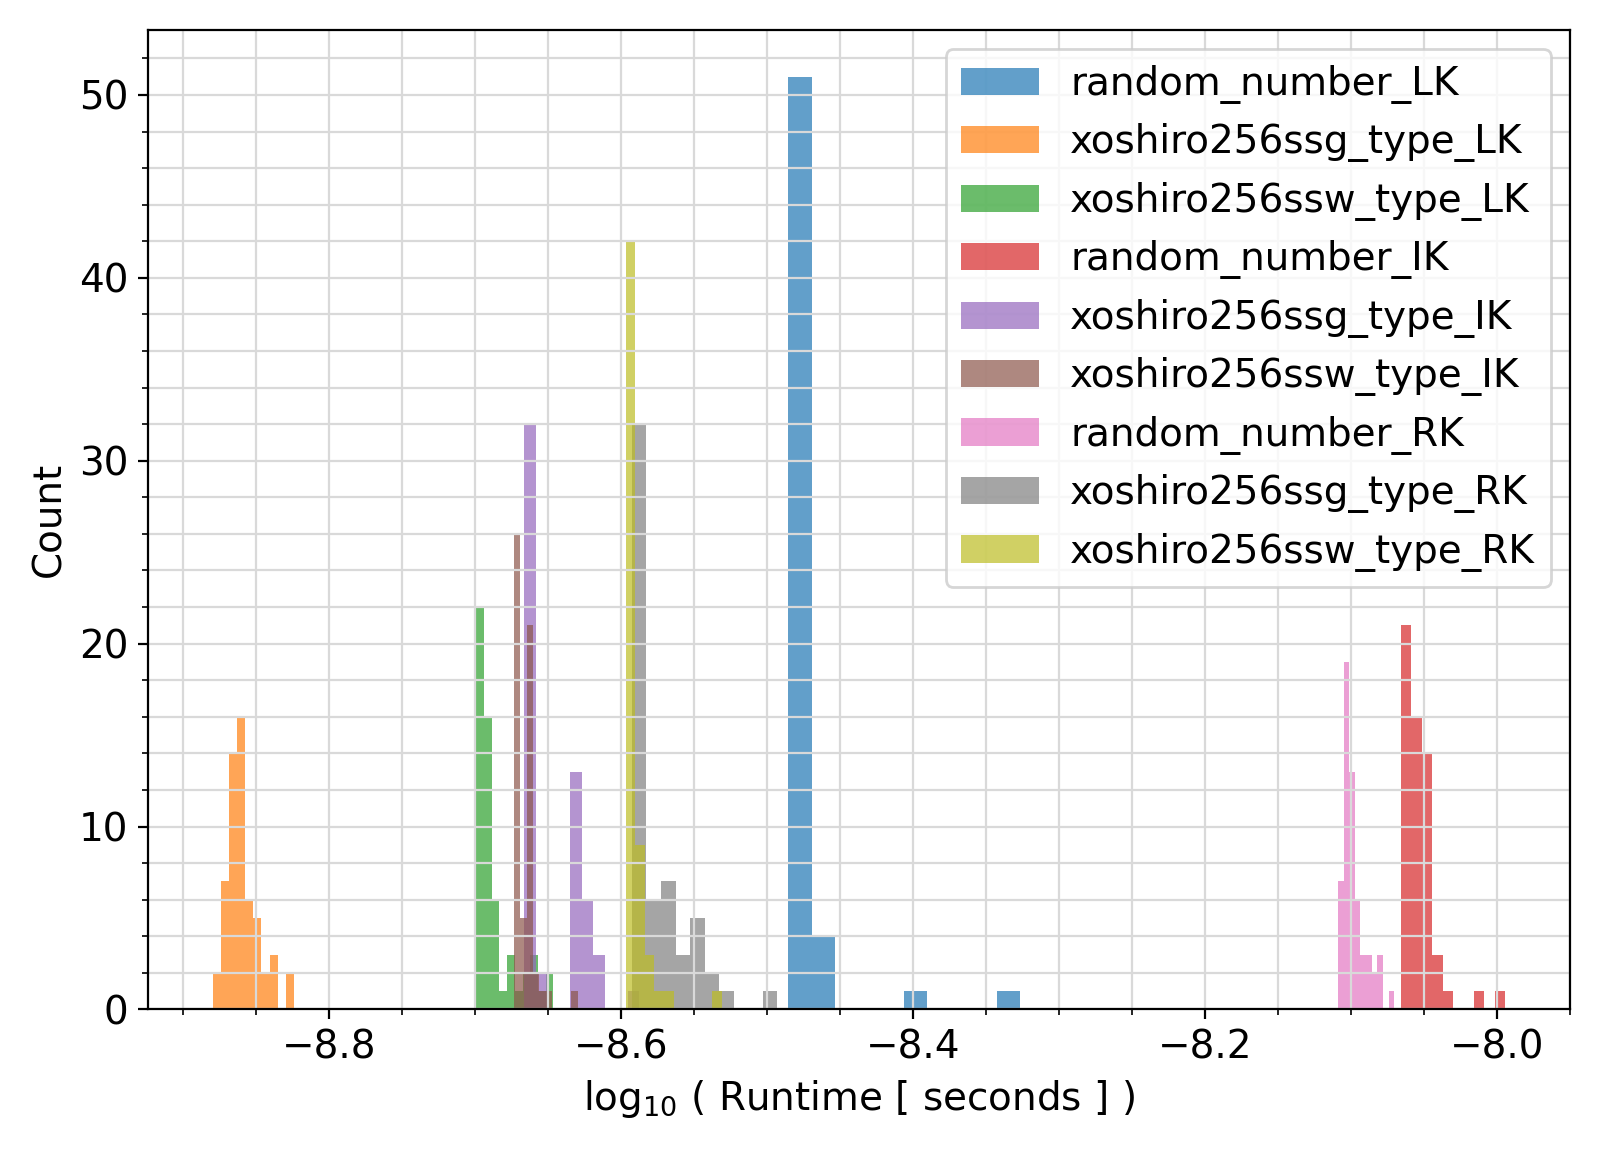 random_number_LK
xoshiro256ssg_type_LK
xoshiro256ssw_type_LK
random_number_IK
xoshiro256ssg_type_IK
xoshiro256ssw_type_IK
random_number_RK
xoshiro256ssg_type_RK
xoshiro256ssw_type_RK
50
40
30
20
10
0
Count
−8.8 −8.6 −8.4 −8.2 −8.0
log₁₀ ( Runtime [ seconds ] )